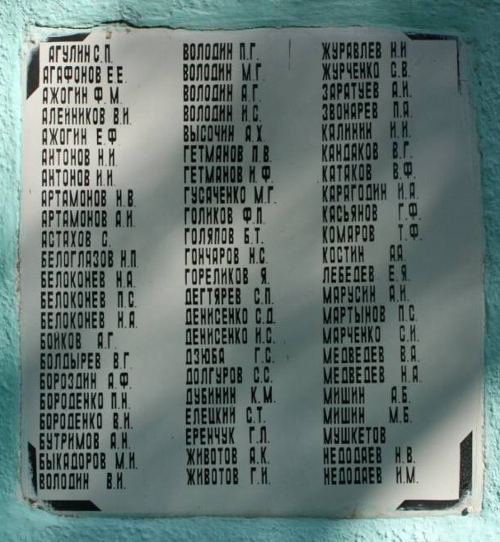 АГУЛИН С.П.
АГАФОНОВ Е.Е.
АЖОГИН Ф.М.
АЛЕЙНИКОВ В.И.
АЖОГИН Е.Ф.
АНТОНОВ Н.И.
АНТОНОВ И.И.
АРТАМОНОВ Н.В.
АРТАМОНОВ А.И.
АСТАХОВ С.
БЕЛОГЛАЗОВ И.П.
БЕЛОКОНЕВ Н.А.
БЕЛОКОНЕВ П.С.
БЕЛОКОНЕВ И.А.
БОЙКОВ А.Г.
БОЛДЫРЕВ В.Г.
БОРОЗДИН А.Ф.
БОРОДЕНКО П.Н.
БОРОДЕНКО В.И.
БУТРИМОВ А.Н.
БЫКАДОРОВ М.И.
ВОЛОДИН В.И.
ВОЛОДИН П.Г.
ВОЛОДИН М.Г.
ВОЛОДИН А.Г.
ВОЛОДИН И.С.
ВЫСОЧИН А.Х.
ГЕТМАНОВ П.В.
ГЕТМАНОВ И.Ф.
ГУСАЧЕНКО М.Г.
ГОЛИКОВ Ф.П.
ГОЛЯПОВ Б.Т.
ГОНЧАРОВ Н.С.
ГОРЕЛИКОВ Я.
ДЕГТЯРЕВ С.П.
ДЕНИСЕНКО С.Д.
ДЕНИСЕНКО И.С.
ДЗЮБА Г.С.
ДОЛГУРОВ С.С.
ДУБИНИН К.М.
ЕЛЕЦКИЙ С.Т.
ЕРЕНЧУК Г.Л.
ЖИВОТОВ А.К.
ЖИВОТОВ Г.И.
ЖУРАВЛЕВ Н.И.
ЖУРЧЕНКО С.В.
ЗАРАТУЕВ А.И.
ЗВОНАРЕВ П.А.
КАЛИНИН И.И.
КАНДАКОВ В.Г.
КАТАКОВ В.Ф.
КАРАГОДИН И.А.
КАСЬЯНОВ Г.Ф.
КОМАРОВ Т.Ф.
КОСТИН А.А.
ЛЕБЕДЕВ Е.Я.
МАРУСИН А.И.
МАРТЫНОВ П.С.
МАРЧЕНКО С.И.
МЕДВЕДЕВ В.А.
МЕДВЕДЕВ Н.А.
МИШИН А.Б.
МИШИН М.Б.
МУШКЕТОВ
НЕДОДАЕВ Н.В.
НЕДОДАЕВ И.М.